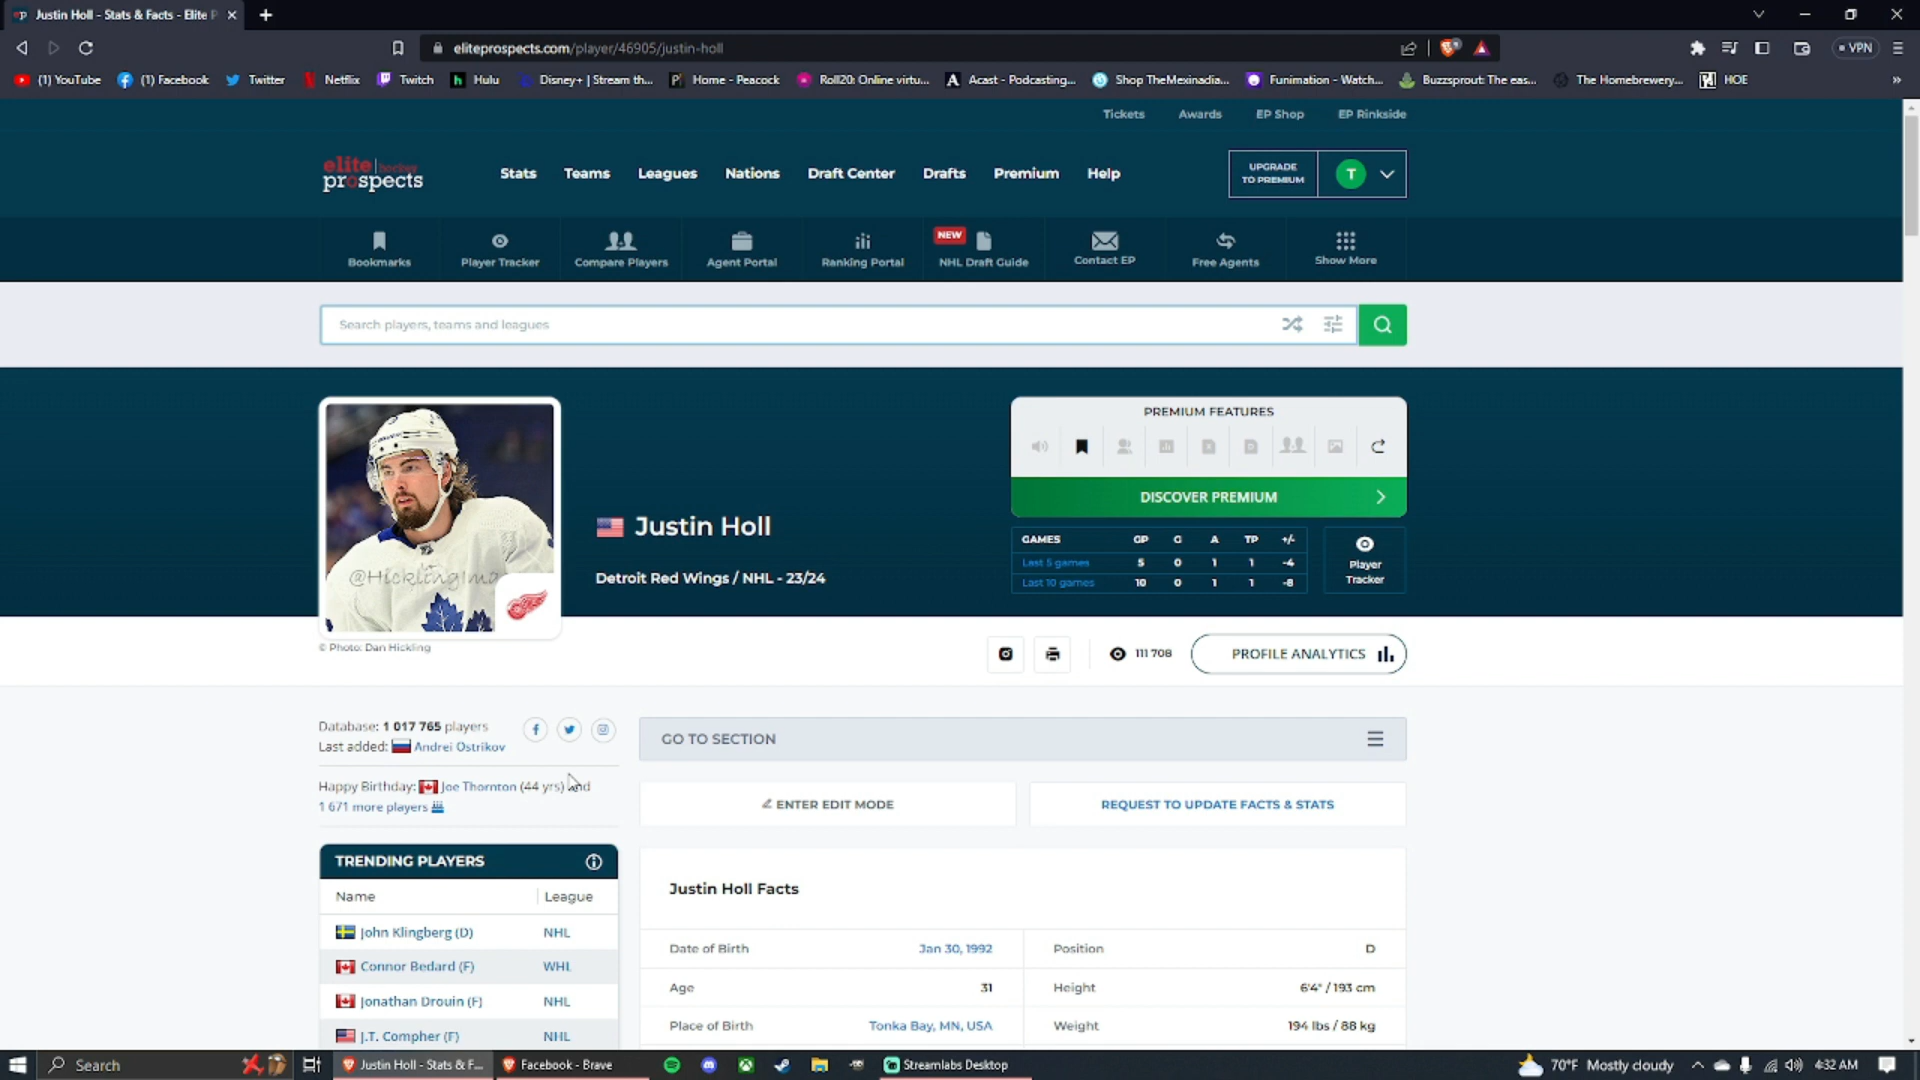 Justin Holl - Stats & Facts - Elite P
eliteprospects.com/player/46905/justin-holl
VPN
(1) YouTube
(1) Facebook
Twitter
Netflix
Twitch
Hulu
Disney+ | Stream th...
Home - Peacock
Roll20: Online virtu...
Acast - Podcasting...
Shop TheMexinadia...
Funimation - Watch...
Buzzsprout: The eas...
The Homebrewery...
HOE
Tickets
Awards
EP Shop
EP Rinkside
elite hockey
prospects
Stats
Teams
Leagues
Nations
Draft Center
Drafts
Premium
Help
UPGRADE
TO PREMIUM
T
Bookmarks
Player Tracker
Compare Players
Agent Portal
Ranking Portal
NEW
NHL Draft Guide
Contact EP
Free Agents
Show More
Search players, teams and leagues
PREMIUM FEATURES
DISCOVER PREMIUM
Justin Holl
Detroit Red Wings / NHL - 23/24
GAMES GP G A TP +/-
Last 5 games 5 0 1 1 -4
Last 10 games 10 0 1 1 -8
Player
Tracker
@HicklingIma
© Photo: Dan Hickling
111 708
PROFILE ANALYTICS
Database: 1 017 765 players
Last added: Andrei Ostrikov
Happy Birthday: Joe Thornton (44 yrs) and
1 671 more players
GO TO SECTION
ENTER EDIT MODE
REQUEST TO UPDATE FACTS & STATS
TRENDING PLAYERS
Name League
John Klingberg (D) NHL
Connor Bedard (F) WHL
Jonathan Drouin (F) NHL
J.T. Compher (F) NHL
Justin Holl Facts
Date of Birth Jan 30, 1992 Position D
Age 31 Height 6'4" / 193 cm
Place of Birth Tonka Bay, MN, USA Weight 194 lbs / 88 kg
Search
Justin Holl - Stats & F...
Facebook - Brave
Streamlabs Desktop
70°F Mostly cloudy
4:32 AM